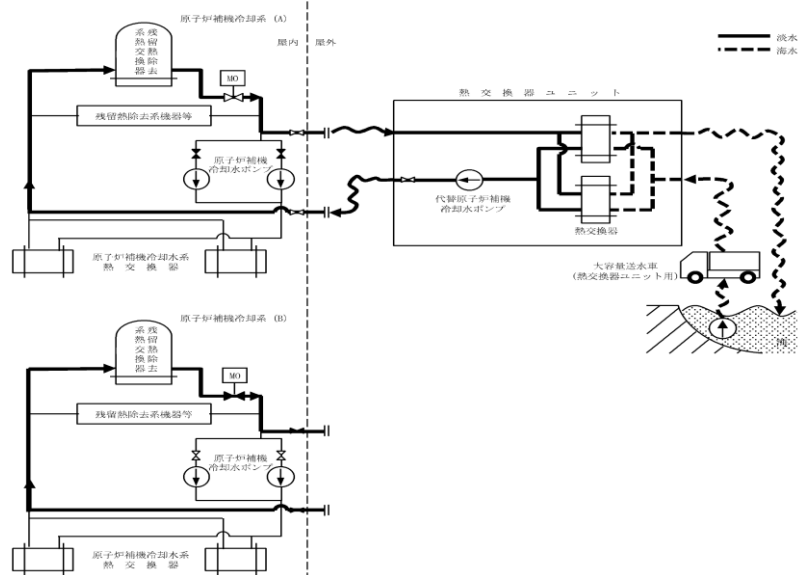 原子炉補機冷却系 (A)
残留熱除去
系熱交換器
MO
屋内
屋外
残留熱除去系機器等
原子炉補機
冷却水ポンプ
原子炉補機冷却水系
熱交換器
熱交換器ユニット
代替原子炉補機
冷却水ポンプ
熱交換器
淡水
海水
大容量送水車
(熱交換器ユニット用)
海
原子炉補機冷却系 (B)
残留熱除去
系熱交換器
MO
残留熱除去系機器等
原子炉補機
冷却水ポンプ
原子炉補機冷却水系
熱交換器